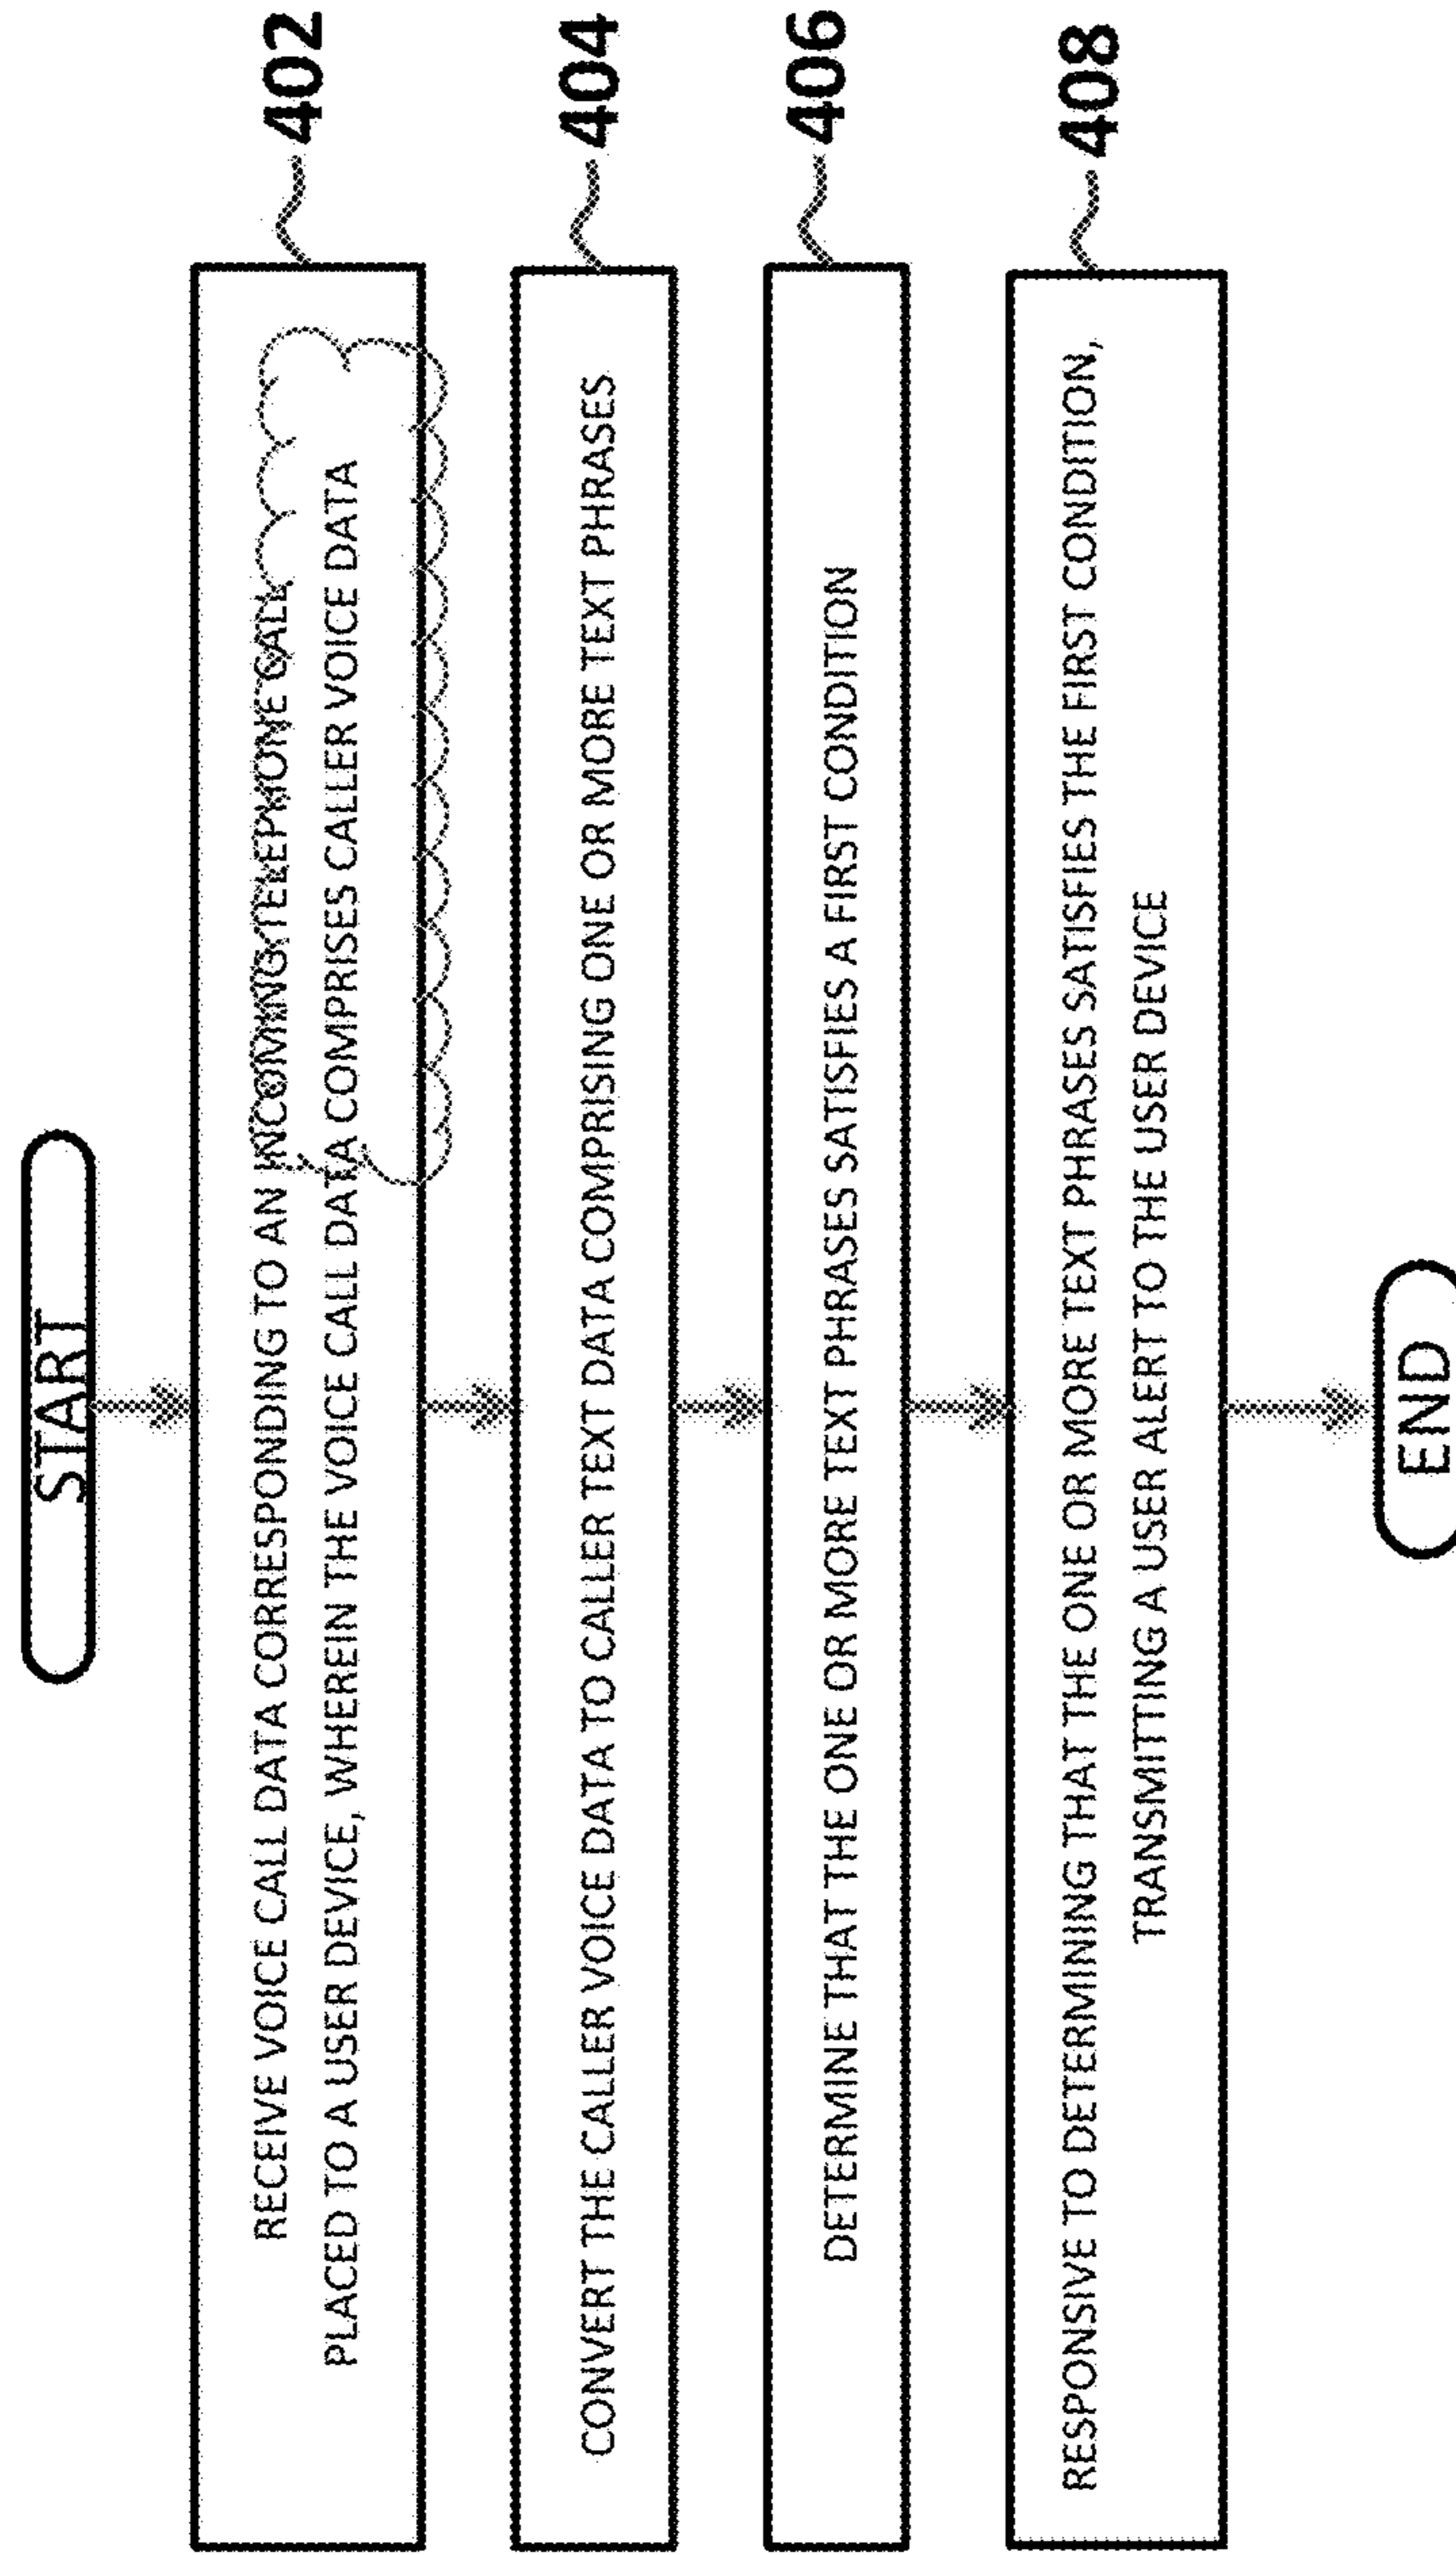 START
RECEIVE VOICE CALL DATA CORRESPONDING TO AN INCOMING TELEPHONE CALL
PLACED TO A USER DEVICE, WHEREIN THE VOICE CALL DATA COMPRISES CALLER VOICE DATA
402
CONVERT THE CALLER VOICE DATA TO CALLER TEXT DATA COMPRISING ONE OR MORE TEXT PHRASES
404
DETERMINE THAT THE ONE OR MORE TEXT PHRASES SATISFIES A FIRST CONDITION
406
RESPONSIVE TO DETERMINING THAT THE ONE OR MORE TEXT PHRASES SATISFIES THE FIRST CONDITION,
TRANSMITTING A USER ALERT TO THE USER DEVICE
408
END